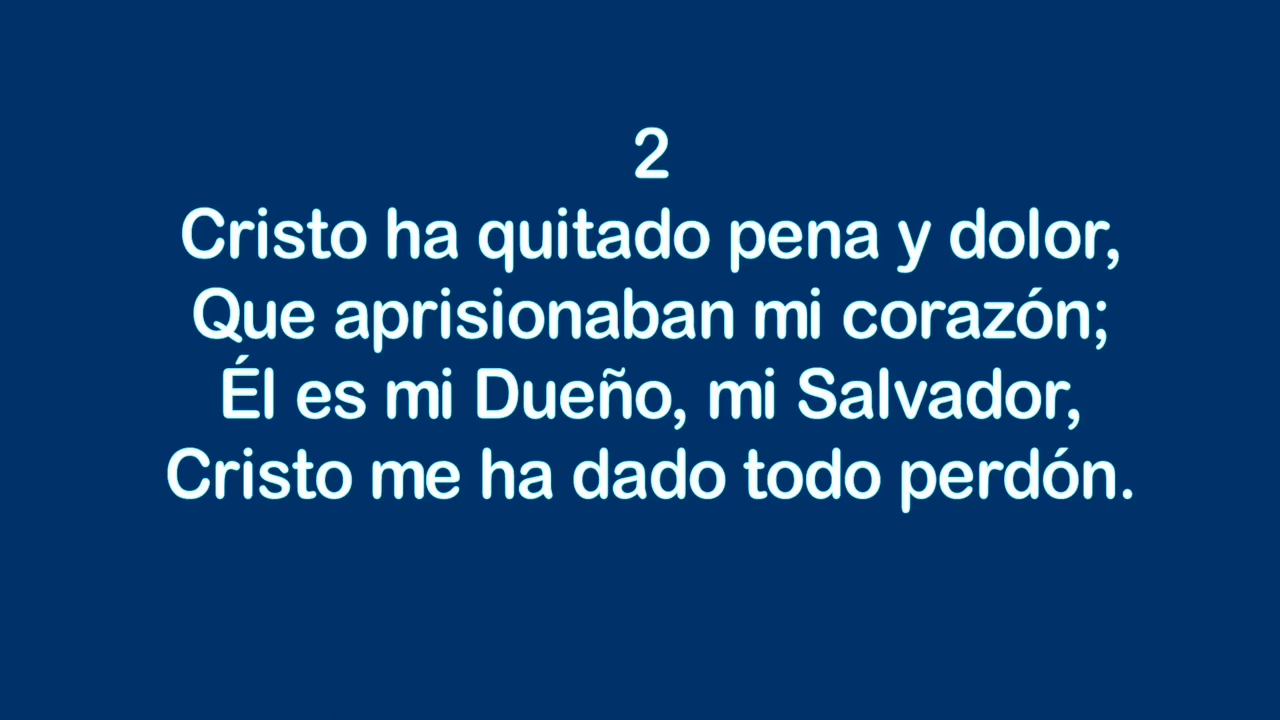 2
Cristo ha quitado pena y dolor,
Que aprisionaban mi corazón;
Él es mi Dueño, mi Salvador,
Cristo me ha dado todo perdón.